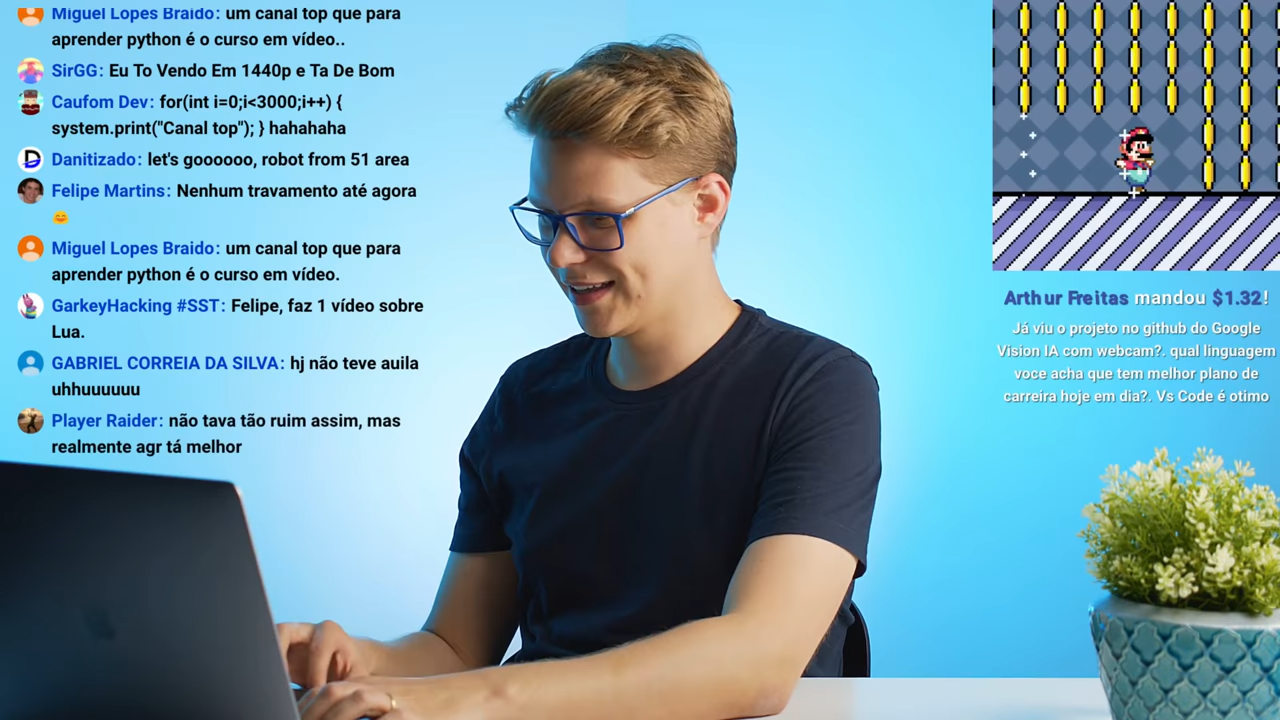 Miguel Lopes Braido: um canal top que para
aprender python é o curso em vídeo..
SirGG: Eu To Vendo Em 1440p e Ta De Bom
Caufom Dev: for(int i=0;i<3000;i++) {
system.print("Canal top"); } hahahaha
Danitizado: let's goooooo, robot from 51 area
Felipe Martins: Nenhum travamento até agora
😊
Miguel Lopes Braido: um canal top que para
aprender python é o curso em vídeo.
GarkeyHacking #SST: Felipe, faz 1 vídeo sobre
Lua.
GABRIEL CORREIA DA SILVA: hj não teve auila
uhhuuuuuu
Player Raider: não tava tão ruim assim, mas
realmente agr tá melhor
Arthur Freitas mandou $1.32!
Já viu o projeto no github do Google
Vision IA com webcam?. qual linguagem
voce acha que tem melhor plano de
carreira hoje em dia?. Vs Code é otimo